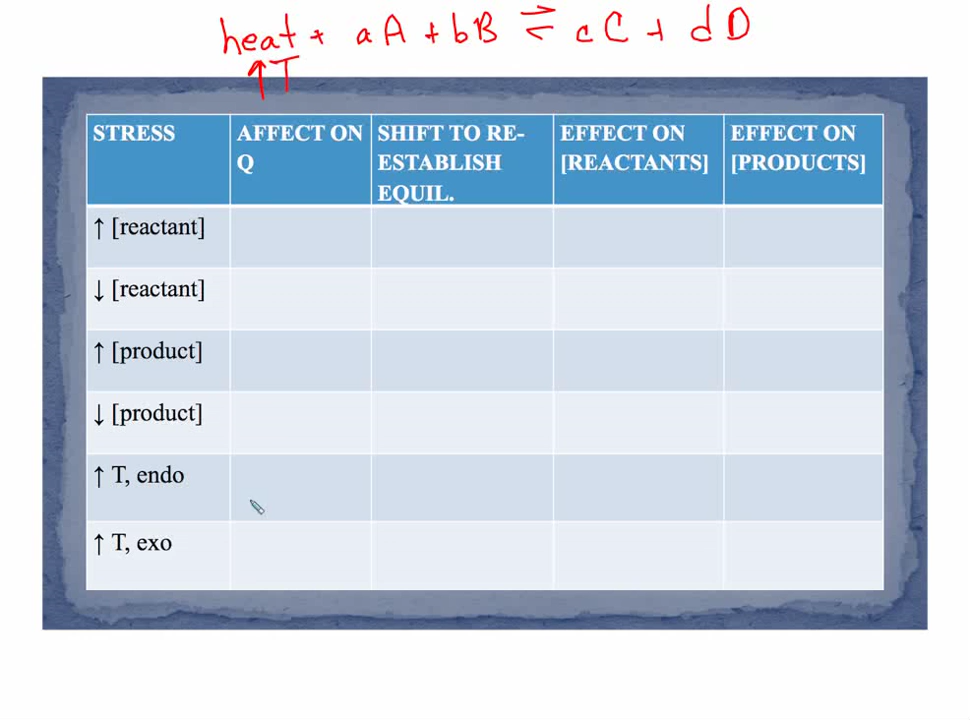 heat + aA + bB ⇌ cC + dD
↑T
STRESS AFFECT ON Q SHIFT TO RE-ESTABLISH EQUIL. EFFECT ON [REACTANTS] EFFECT ON [PRODUCTS]
↑ [reactant]
↓ [reactant]
↑ [product]
↓ [product]
↑ T, endo
↑ T, exo